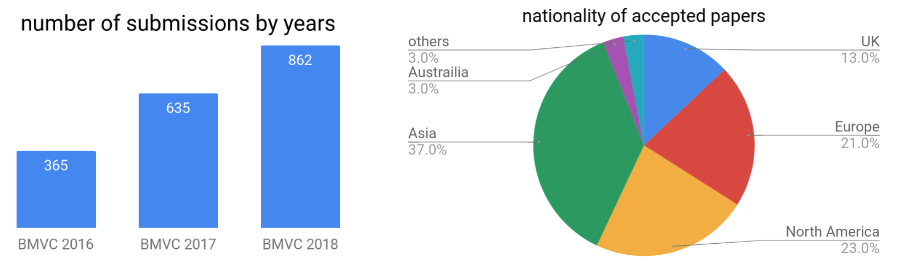 number of submissions by years
862
635
365
BMVC 2016
BMVC 2017
BMVC 2018
nationality of accepted papers
others
3.0%
Austrailia
3.0%
Asia
37.0%
UK
13.0%
Europe
21.0%
North America
23.0%